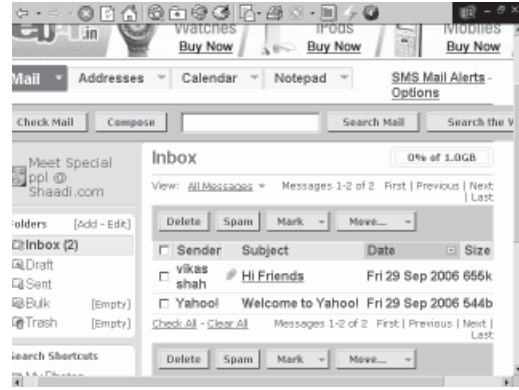 .in
Watches iPods Mobiles
Buy Now Buy Now Buy Now
Mail Addresses Calendar Notepad
SMS Mail Alerts -
Options
Check Mail Compose Search Mail Search the
Meet Special
ppl @
Shaadi.com
Inbox 0% of 1.0GB
View: All Messages Messages 1-2 of 2 First | Previous | Next
| Last
Folders [Add - Edit]
Inbox (2)
Draft
Sent
Bulk [Empty]
Trash [Empty]
Search Shortcuts
My Photos
Delete Spam Mark Move...
Sender Subject Date Size
vikas
shah Hi Friends Fri 29 Sep 2006 655k
Yahoo! Welcome to Yahoo! Fri 29 Sep 2006 544b
Check All - Clear All Messages 1-2 of 2 First | Previous | Next |
Last
Delete Spam Mark Move...